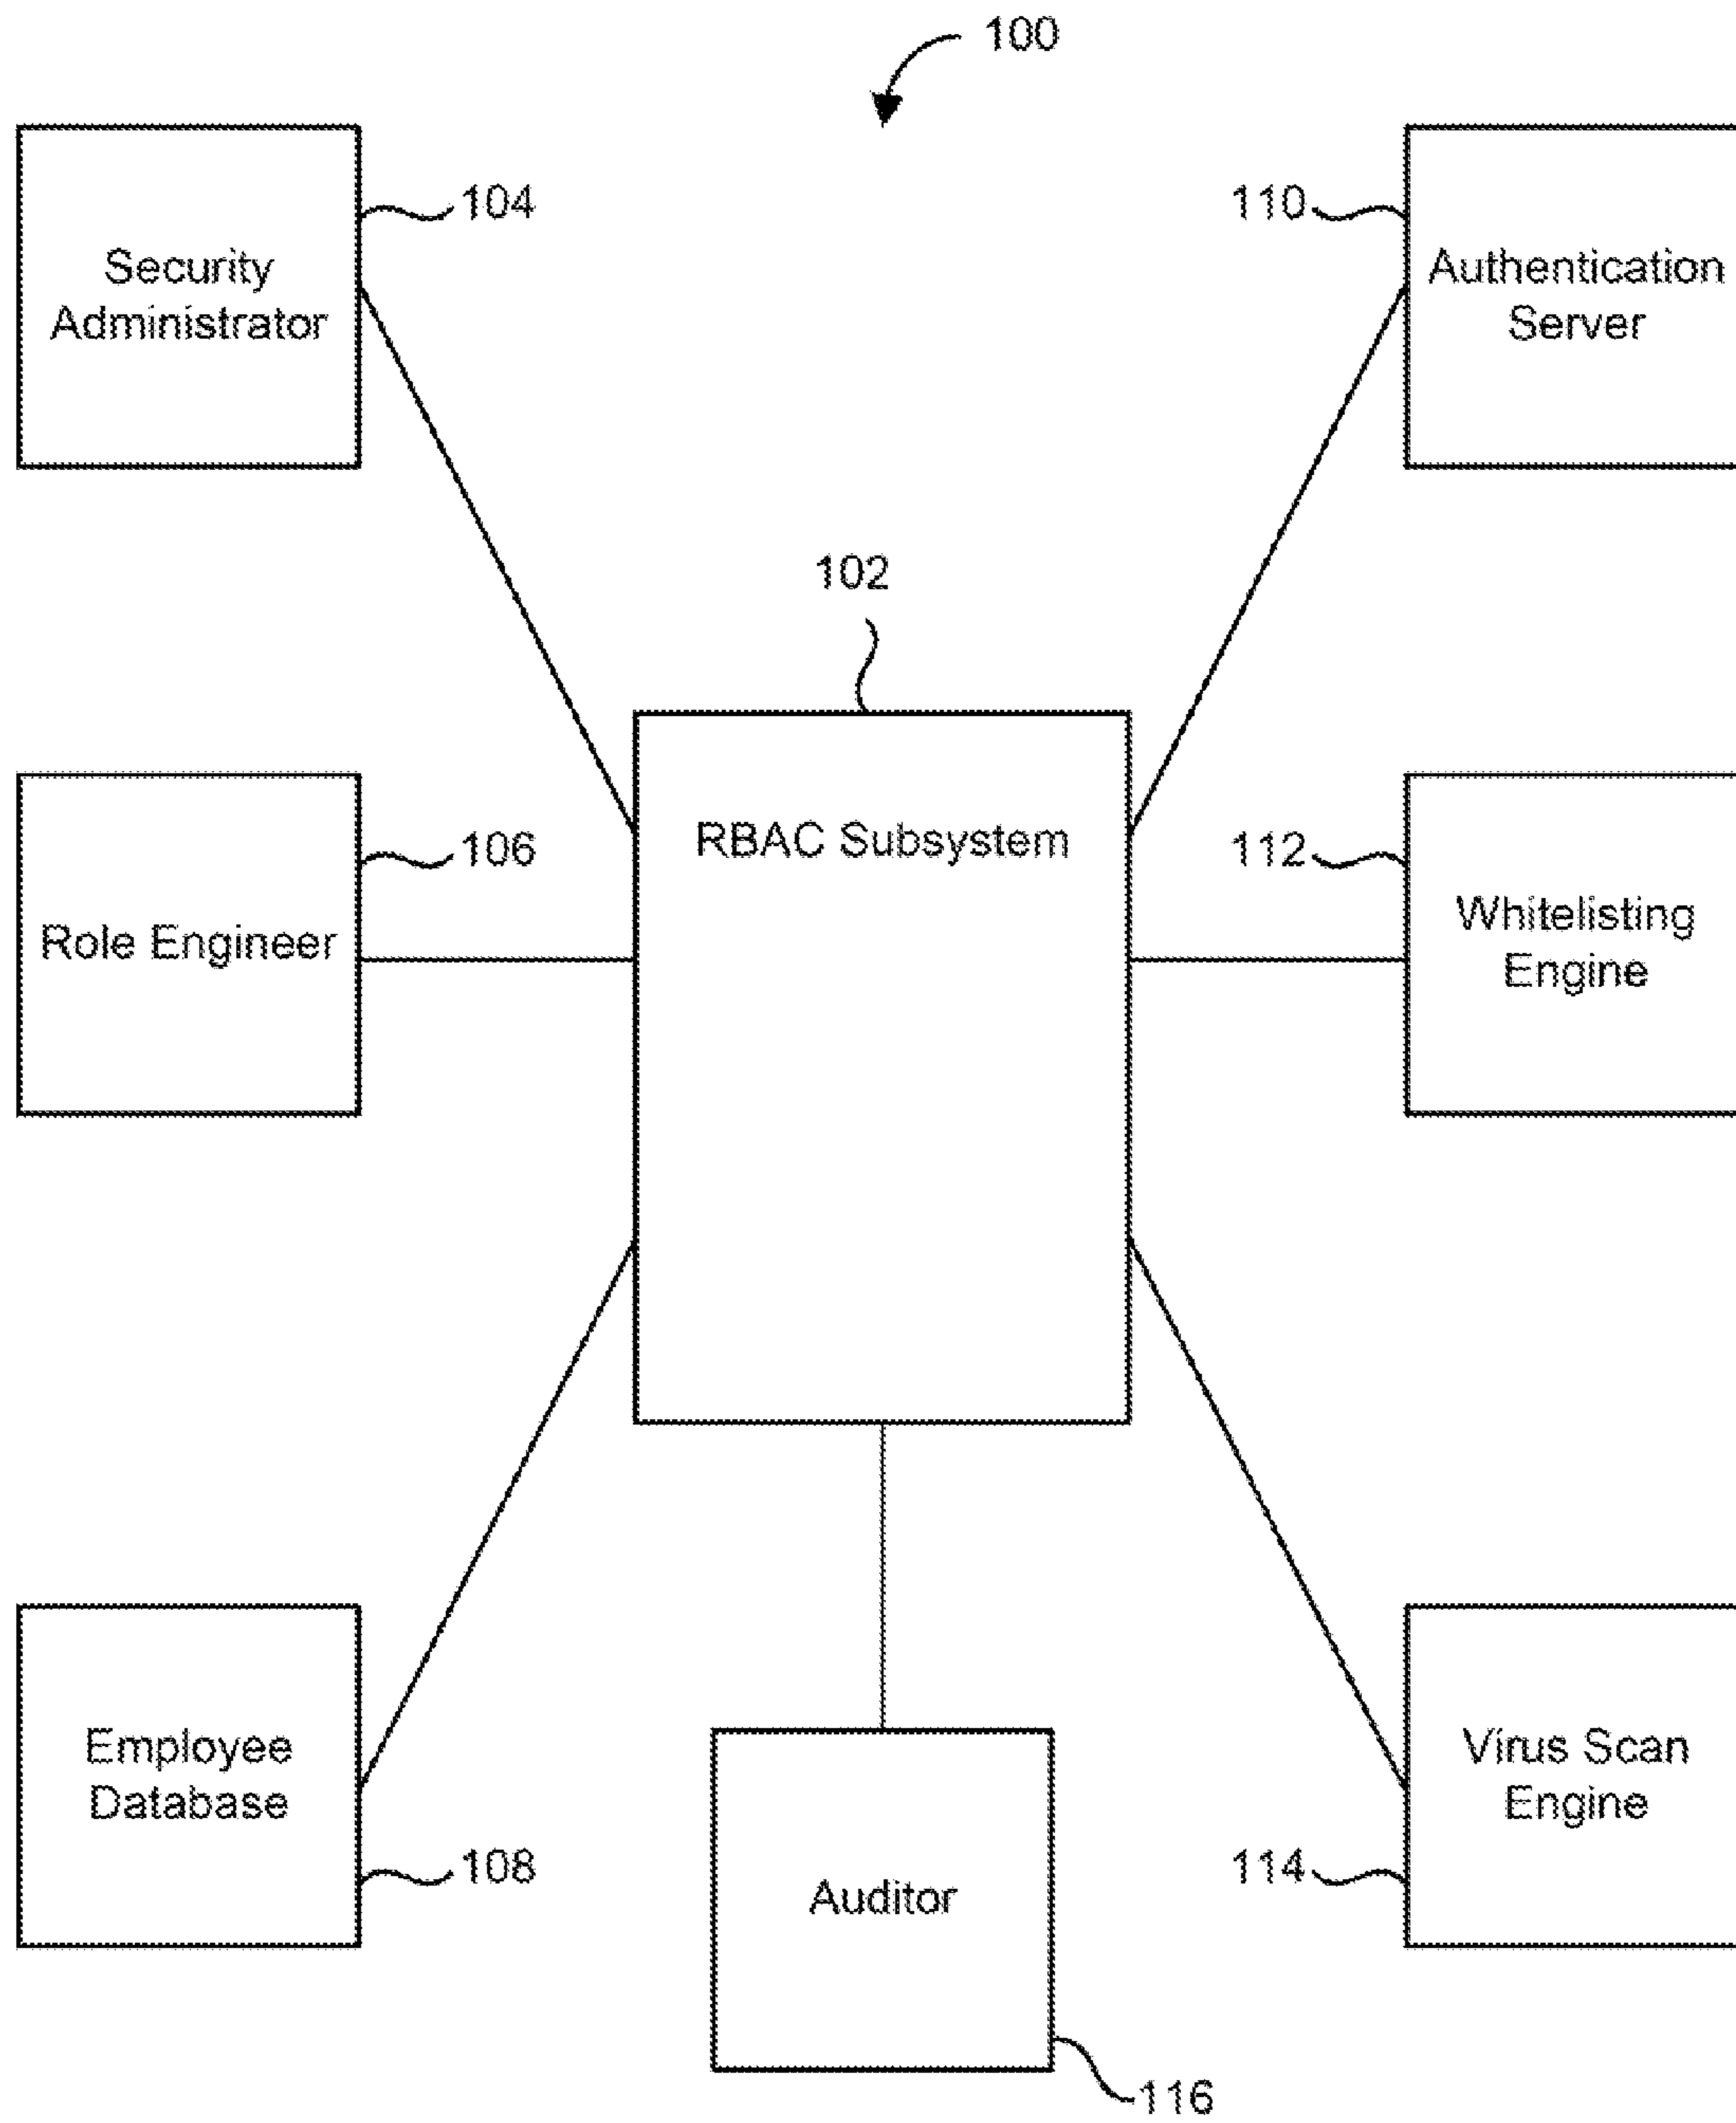 100
104
Security
Administrator
110
Authentication
Server
102
RBAC Subsystem
106
Role Engineer
112
Whitelisting
Engine
Employee
Database
108
Auditor
116
Virus Scan
Engine
114